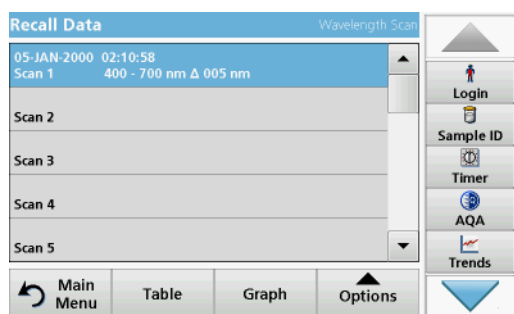 Recall Data Wavelength Scan
05-JAN-2000 02:10:58
Scan 1 400 - 700 nm Δ 005 nm
Scan 2
Scan 3
Scan 4
Scan 5
Main Menu
Table
Graph
Options
Login
Sample ID
Timer
AQA
Trends